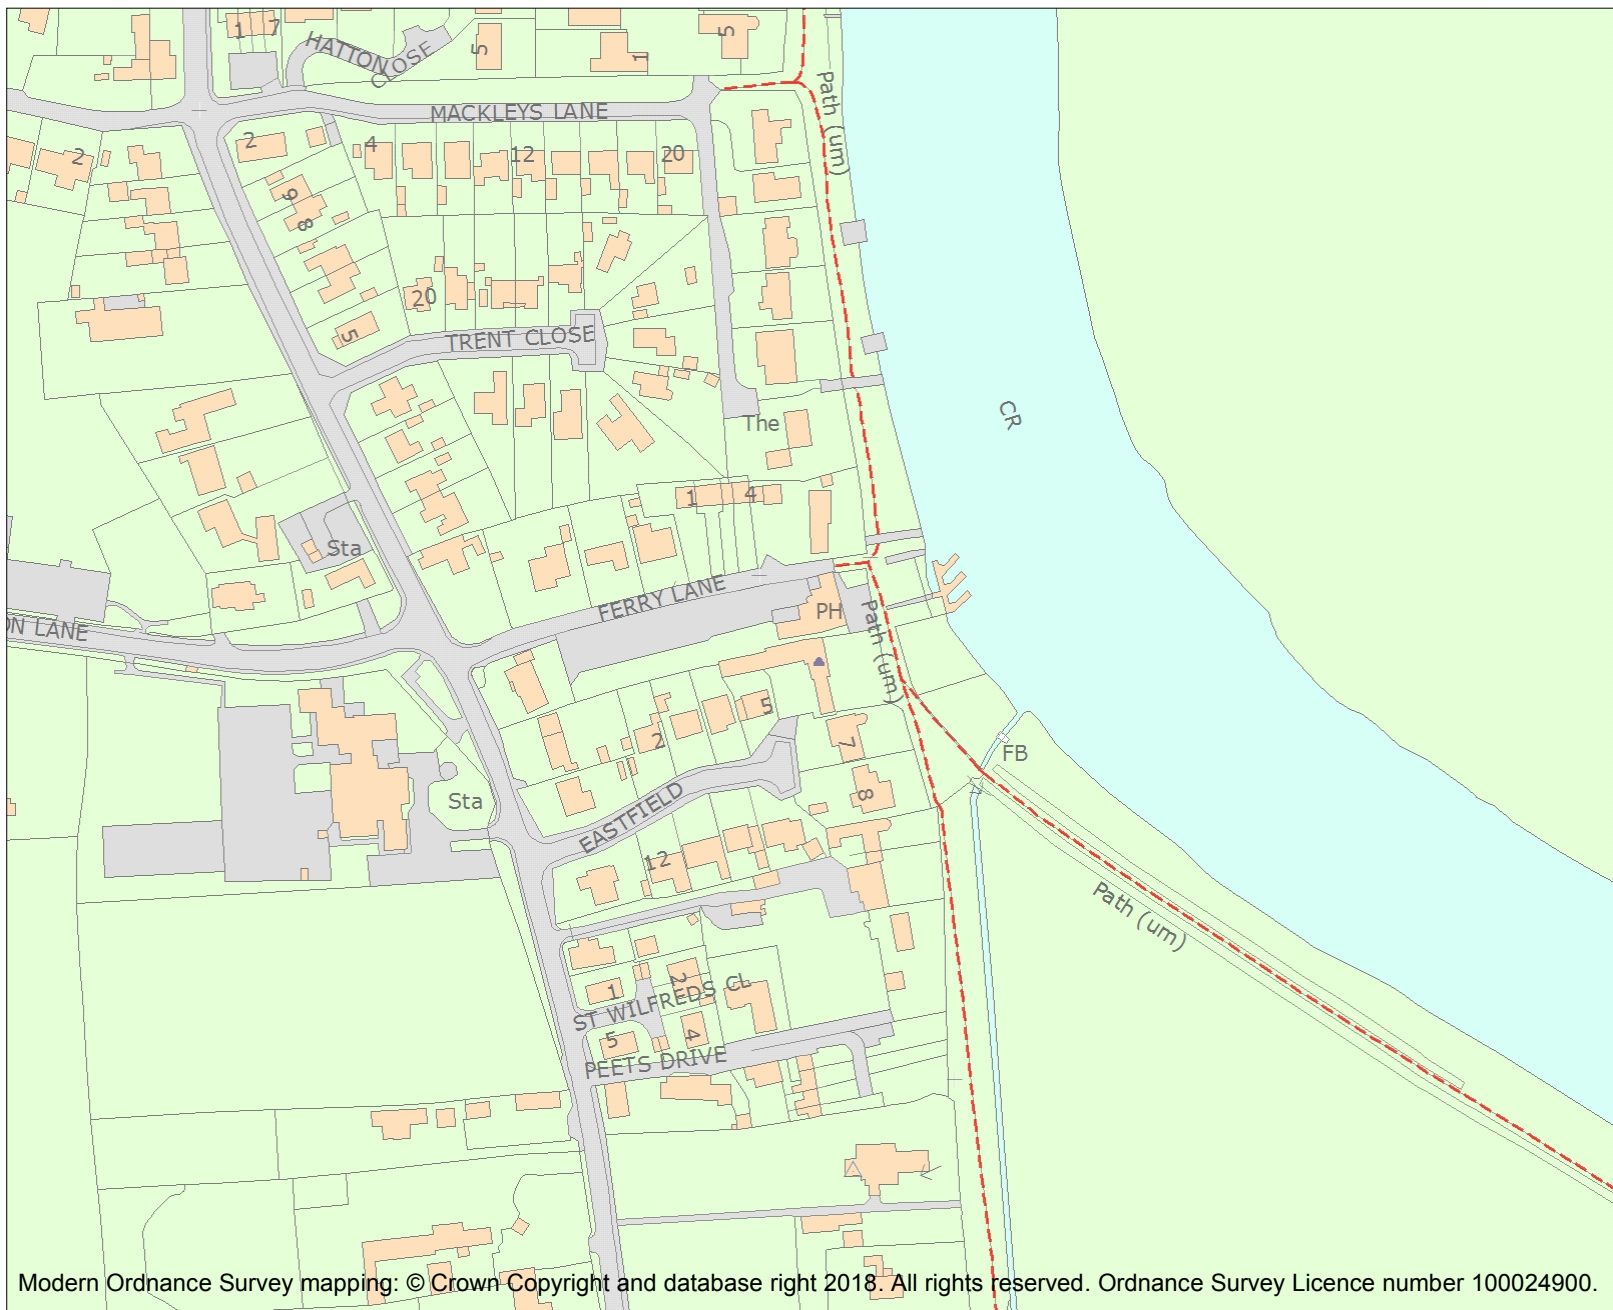 1 7
HATTON CLOSE
5
1
5
Path (um)
MACKLEYS LANE
2
2
4
12
20
9
8
20
5
TRENT CLOSE
The
CR
1
4
Sta
FERRY LANE
PH
Path (um)
ON LANE
5
2
7
FB
8
Sta
EASTFIELD
12
Path (um)
2
1
ST WILFREDS CL
5
4
PEETS DRIVE
Modern Ordnance Survey mapping: © Crown Copyright and database right 2018. All rights reserved. Ordnance Survey Licence number 100024900.